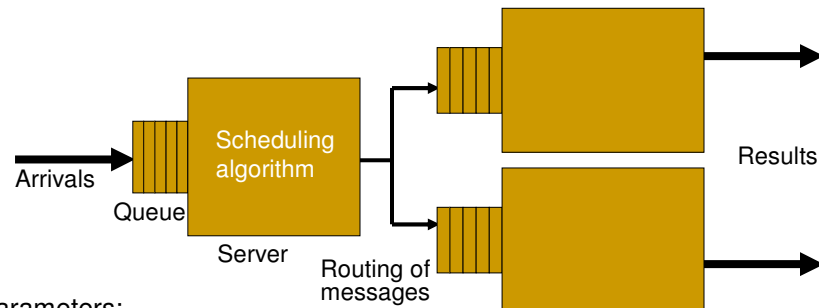 Scheduling
algorithm
Arrivals
Queue
Server
Routing of
messages
Results